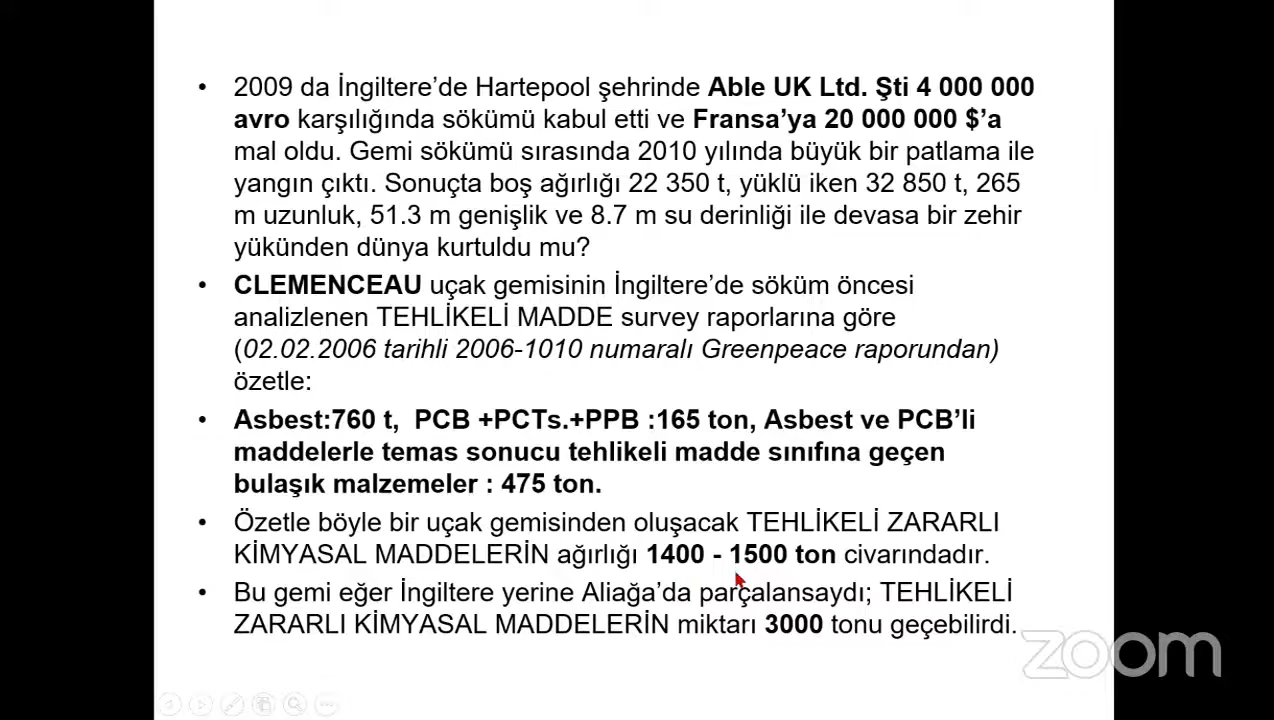 • 2009 da İngiltere’de Hartepool şehrinde Able UK Ltd. Şti 4 000 000
avro karşılığında sökümü kabul etti ve Fransa’ya 20 000 000 $’a
mal oldu. Gemi sökümü sırasında 2010 yılında büyük bir patlama ile
yangın çıktı. Sonuçta boş ağırlığı 22 350 t, yüklü iken 32 850 t, 265
m uzunluk, 51.3 m genişlik ve 8.7 m su derinliği ile devasa bir zehir
yükünden dünya kurtuldu mu?
• CLEMENCEAU uçak gemisinin İngiltere’de söküm öncesi
analizlenen TEHLİKELİ MADDE survey raporlarına göre
(02.02.2006 tarihli 2006-1010 numaralı Greenpeace raporundan)
özetle:
• Asbest:760 t, PCB +PCTs.+PPB :165 ton, Asbest ve PCB’li
maddelerle temas sonucu tehlikeli madde sınıfına geçen
bulaşık malzemeler : 475 ton.
• Özetle böyle bir uçak gemisinden oluşacak TEHLİKELİ ZARARLI
KİMYASAL MADDELERİN ağırlığı 1400 - 1500 ton civarındadır.
• Bu gemi eğer İngiltere yerine Aliağa’da parçalansaydı; TEHLİKELİ
ZARARLI KİMYASAL MADDELERİN miktarı 3000 tonu geçebilirdi.
zoom